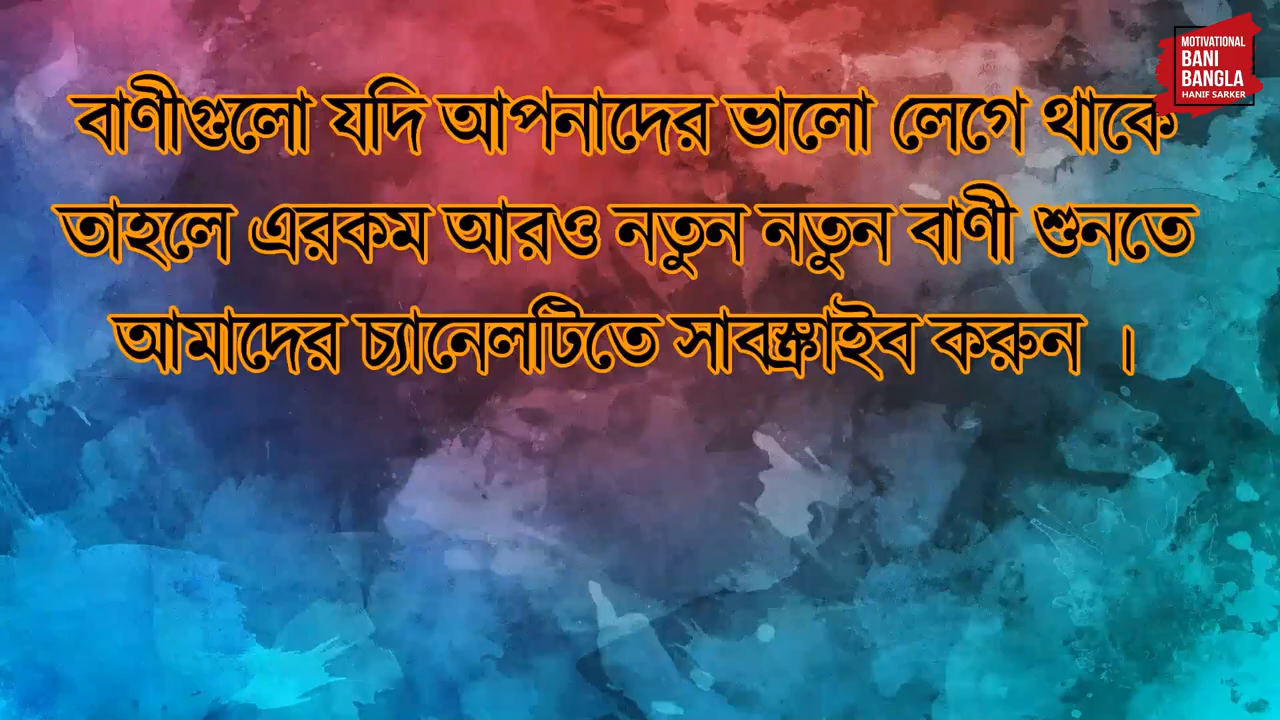 MOTIVATIONAL
BANI
BANGLA
HANIF SARKER
বাণীগুলো যদি আপনাদের ভালো লেগে থাকে
তাহলে এরকম আরও নতুন নতুন বাণী শুনতে
আমাদের চ্যানেলটিতে সাবস্ক্রাইব করুন ।